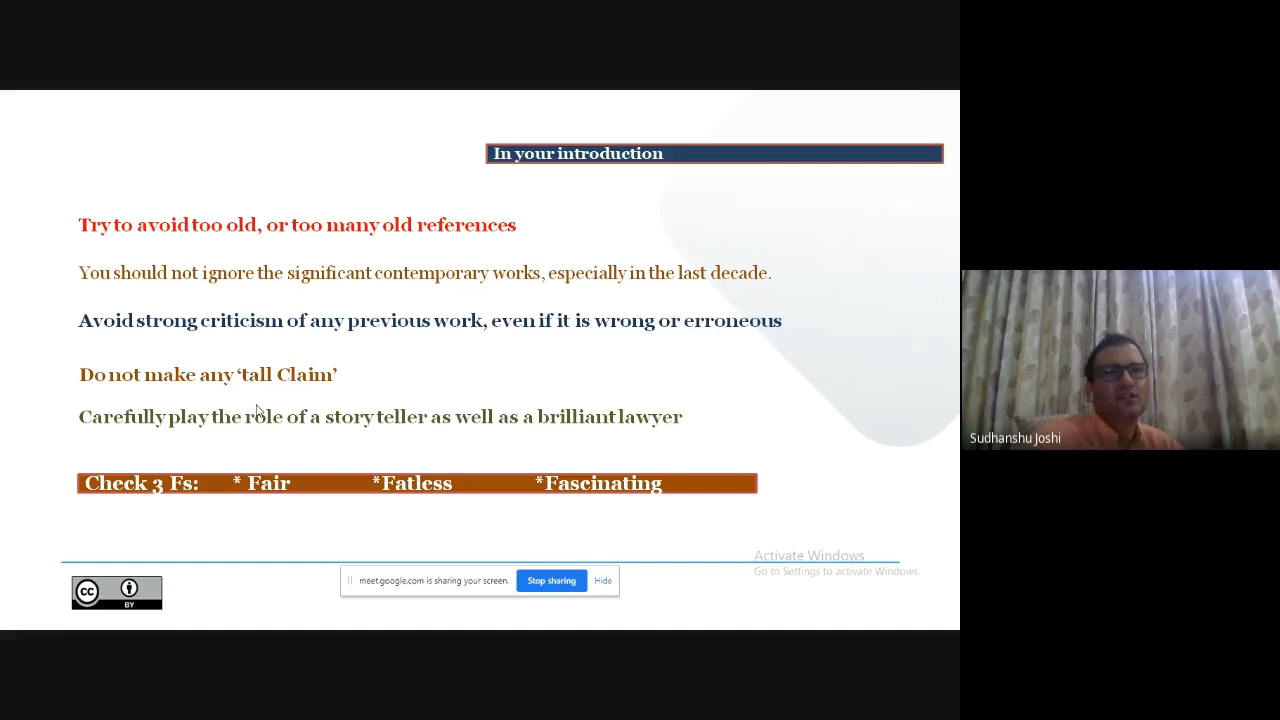 In your introduction
Try to avoid too old, or too many old references
You should not ignore the significant contemporary works, especially in the last decade.
Avoid strong criticism of any previous work, even if it is wrong or erroneous
Do not make any ‘tall Claim’
Carefully play the role of a story teller as well as a brilliant lawyer
Check 3 Fs: * Fair *Fatless *Fascinating
Activate Windows
Go to Settings to activate Windows.
meet.google.com is sharing your screen. Stop sharing Hide
cc BY
Sudhanshu Joshi